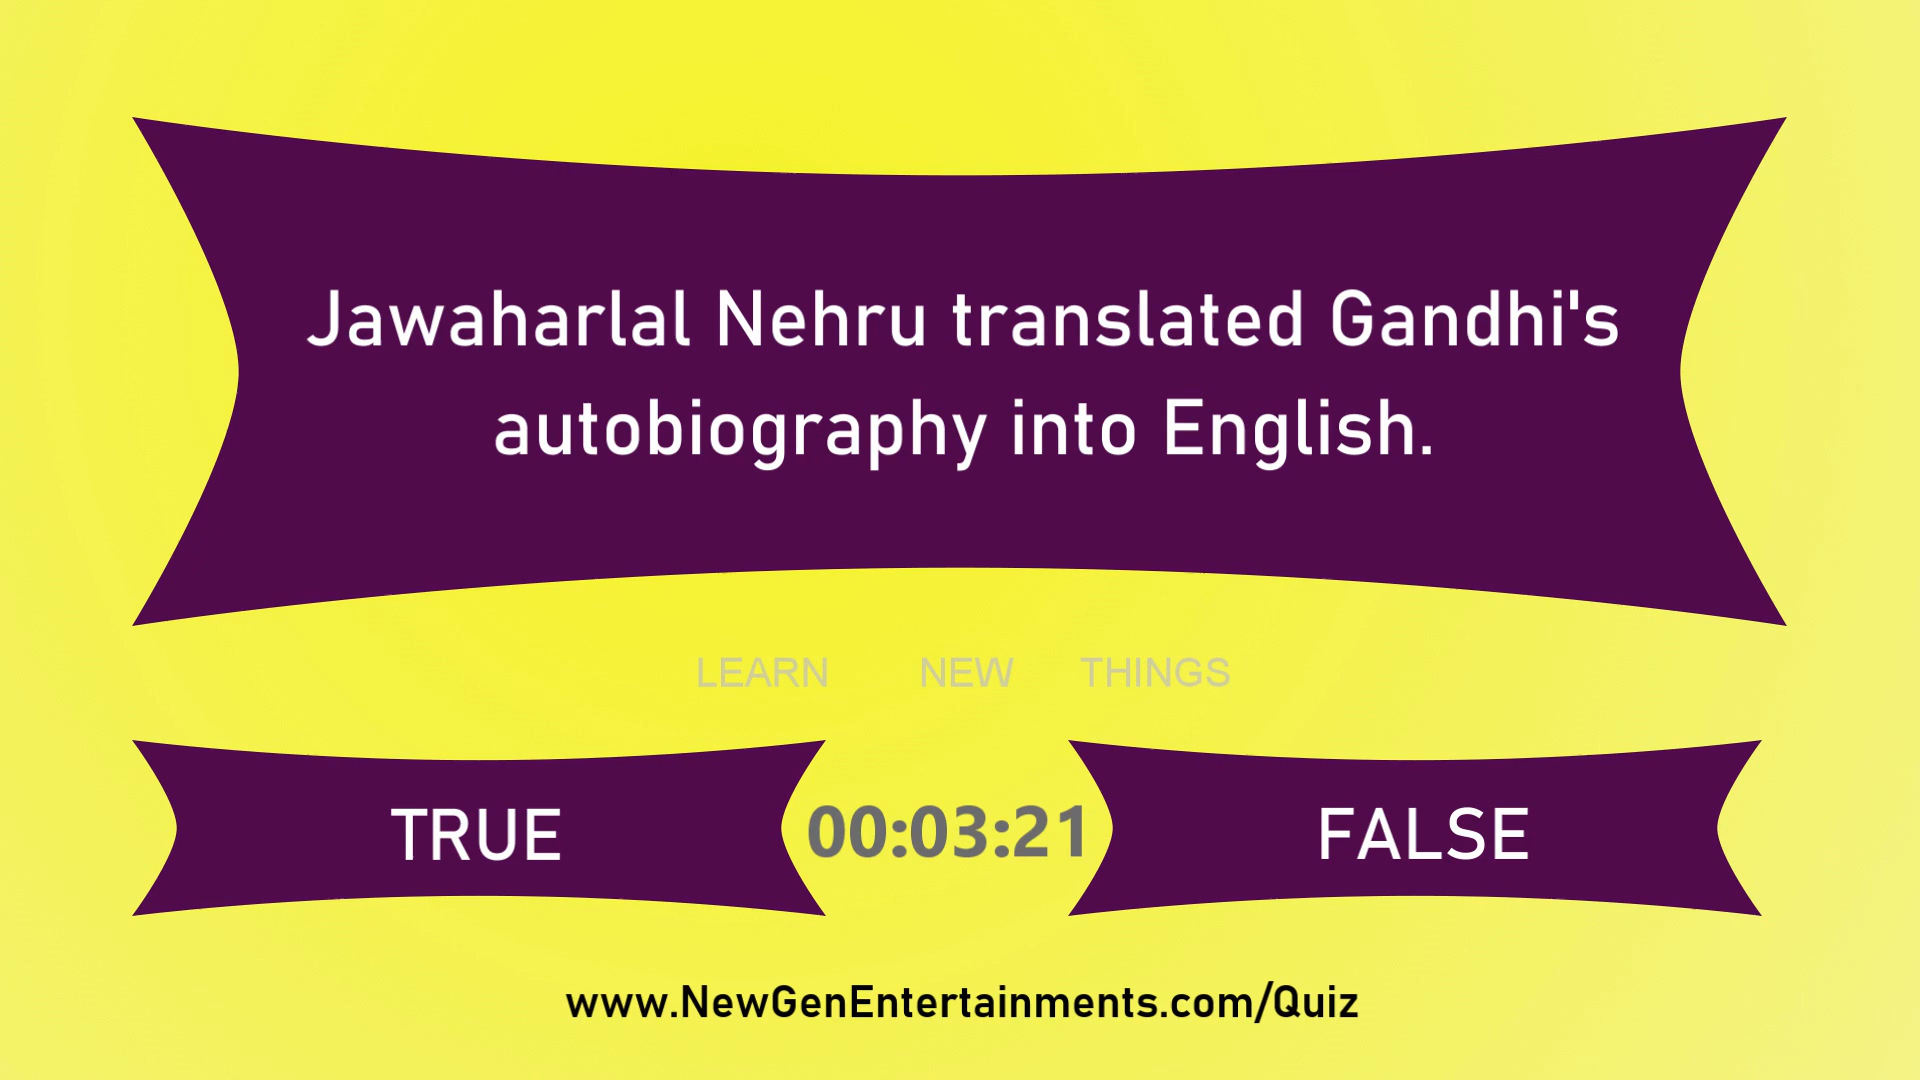 Jawaharlal Nehru translated Gandhi's
autobiography into English.
LEARN NEW THINGS
TRUE
00:03:21
FALSE
www.NewGenEntertainments.com/Quiz